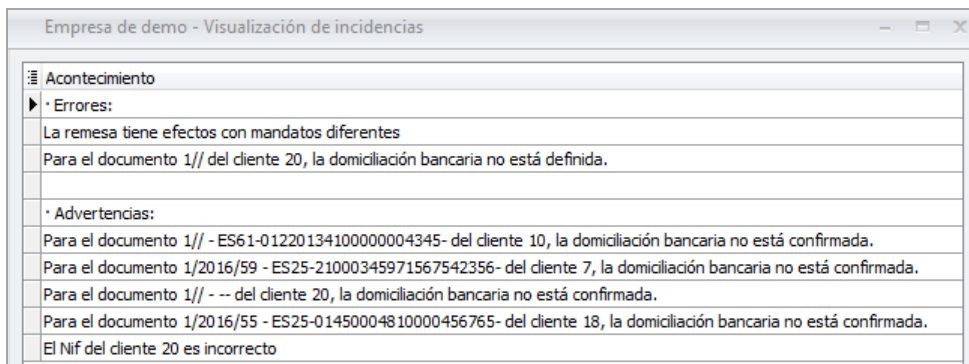 Empresa de demo - Visualización de incidencias
Acontecimiento
· Errores:
La remesa tiene efectos con mandatos diferentes
Para el documento 1// del cliente 20, la domiciliación bancaria no está definida.
· Advertencias:
Para el documento 1// - ES61-01220134100000004345- del cliente 10, la domiciliación bancaria no está confirmada.
Para el documento 1/2016/59 - ES25-21000345971567542356- del cliente 7, la domiciliación bancaria no está confirmada.
Para el documento 1// - -- del cliente 20, la domiciliación bancaria no está confirmada.
Para el documento 1/2016/55 - ES25-01450004810000456765- del cliente 18, la domiciliación bancaria no está confirmada.
El Nif del cliente 20 es incorrecto